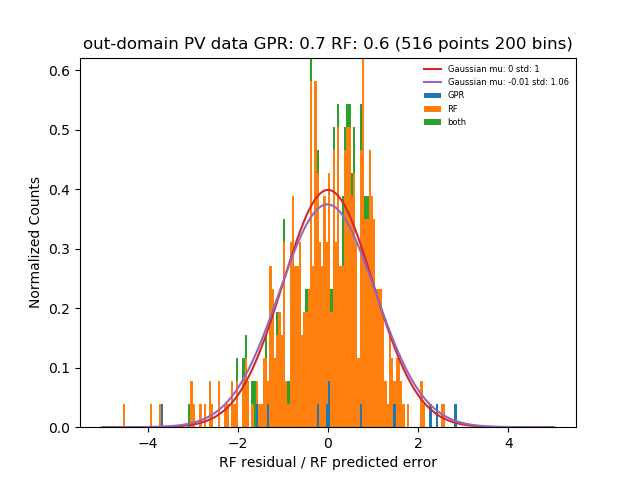 out-domain PV data GPR: 0.7 RF: 0.6 (516 points 200 bins)
Gaussian mu: 0 std: 1
Gaussian mu: -0.01 std: 1.06
GPR
RF
both
Normalized Counts
0.6
0.5
0.4
0.3
0.2
0.1
0.0
−4 −2 0 2 4
RF residual / RF predicted error